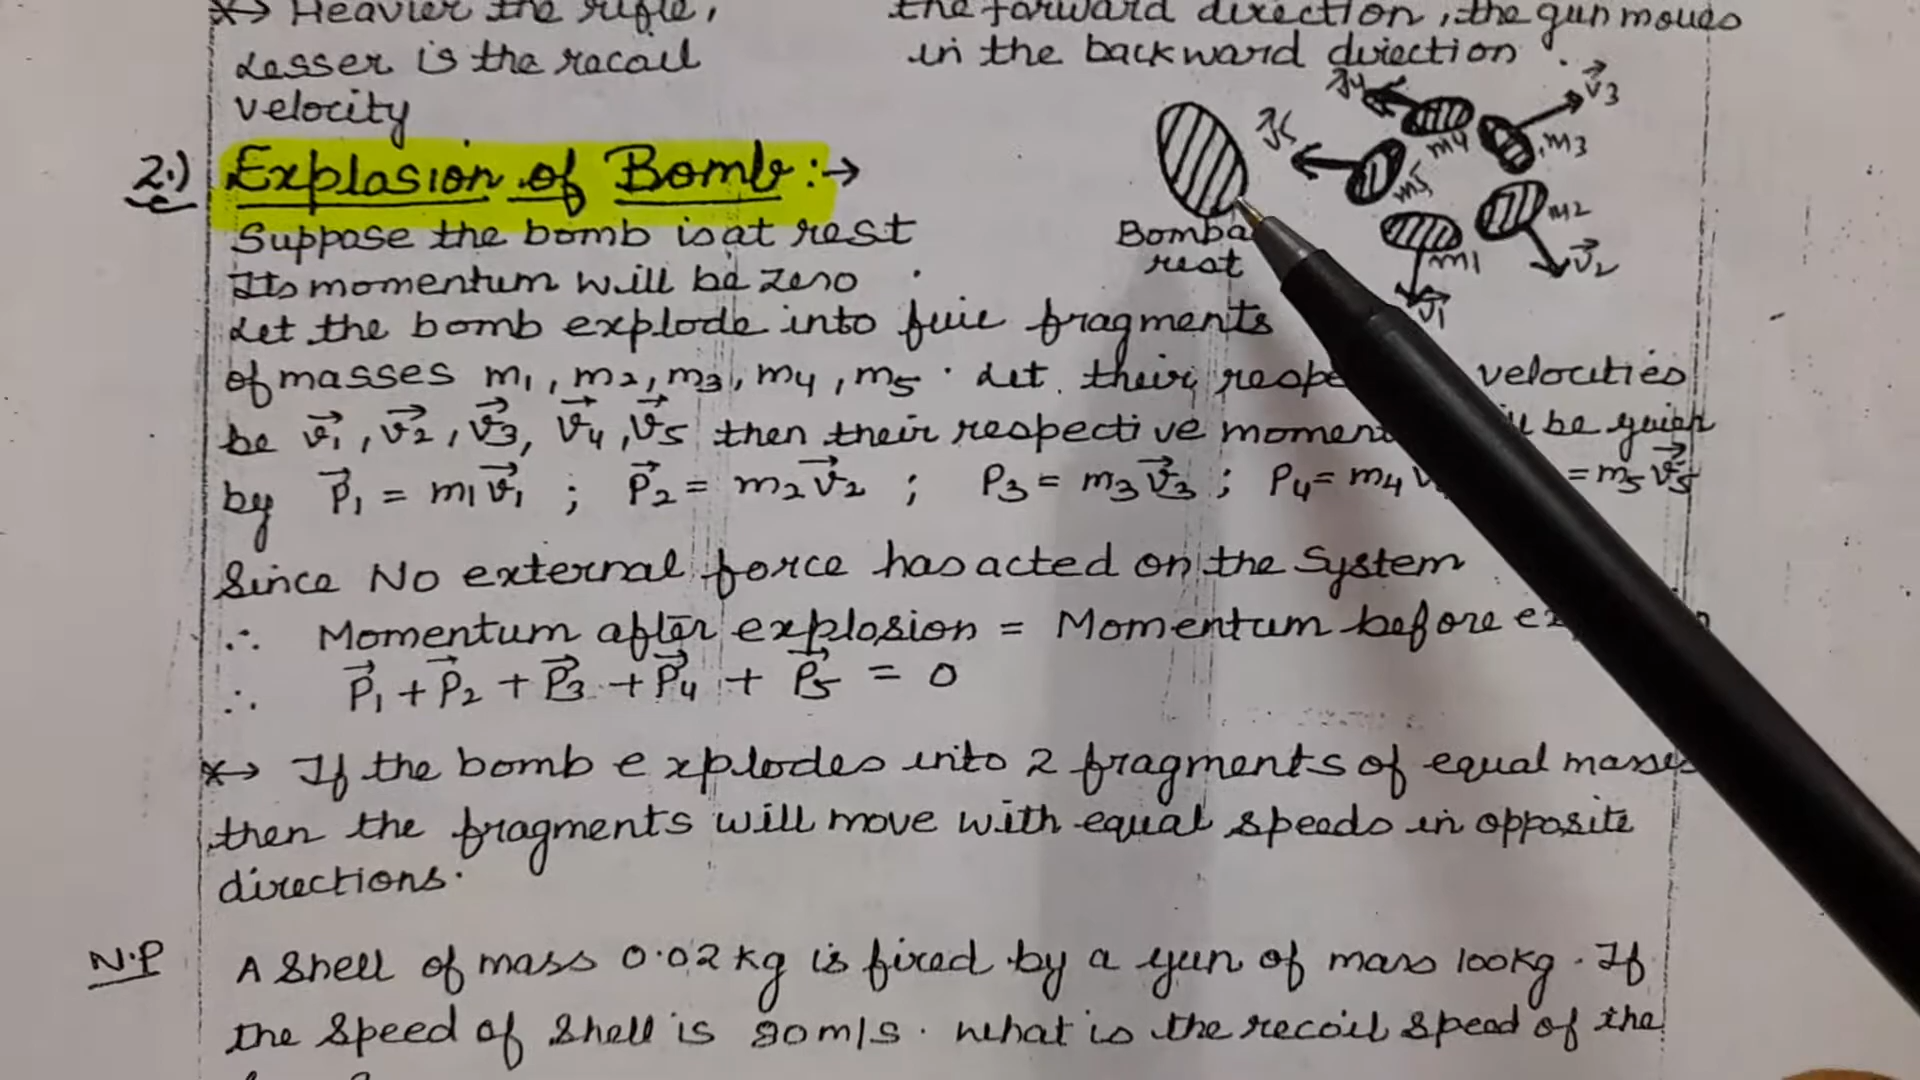 *→ Heavier the rifle,
Lesser is the racail
velocity
the forward direction, the gun moves
in the backward direction
2.) Explosion of Bomb :→
Suppose the bomb is at rest
Its momentum will be zero.
Let the bomb explode into five fragments
of masses m1, m2, m3, m4, m5. Let their velocities
be v⃗1, v⃗2, v⃗3, v⃗4, v⃗5 then their respective be given
by P⃗1 = m1v⃗1 ; P⃗2 = m2v⃗2 ; P3 = m3v⃗3 ; P4 = m4 = m5v⃗5
Since No external force has acted on the System
∴ Momentum after explosion = Momentum before
∴ P⃗1 + P⃗2 + P⃗3 + P⃗4 + P⃗5 = 0
*→ If the bomb explodes into 2 fragments of equal masses
then the fragments will move with equal speeds in opposite
directions.
N.P A Shell of mass 0.02 kg is fired by a gun of mass 100kg. If
the Speed of Shell is 80m/s. What is the recoil speed of the
Bomb
rest
v⃗3
m4
m3
m5
m2
m1
v⃗2
v⃗1